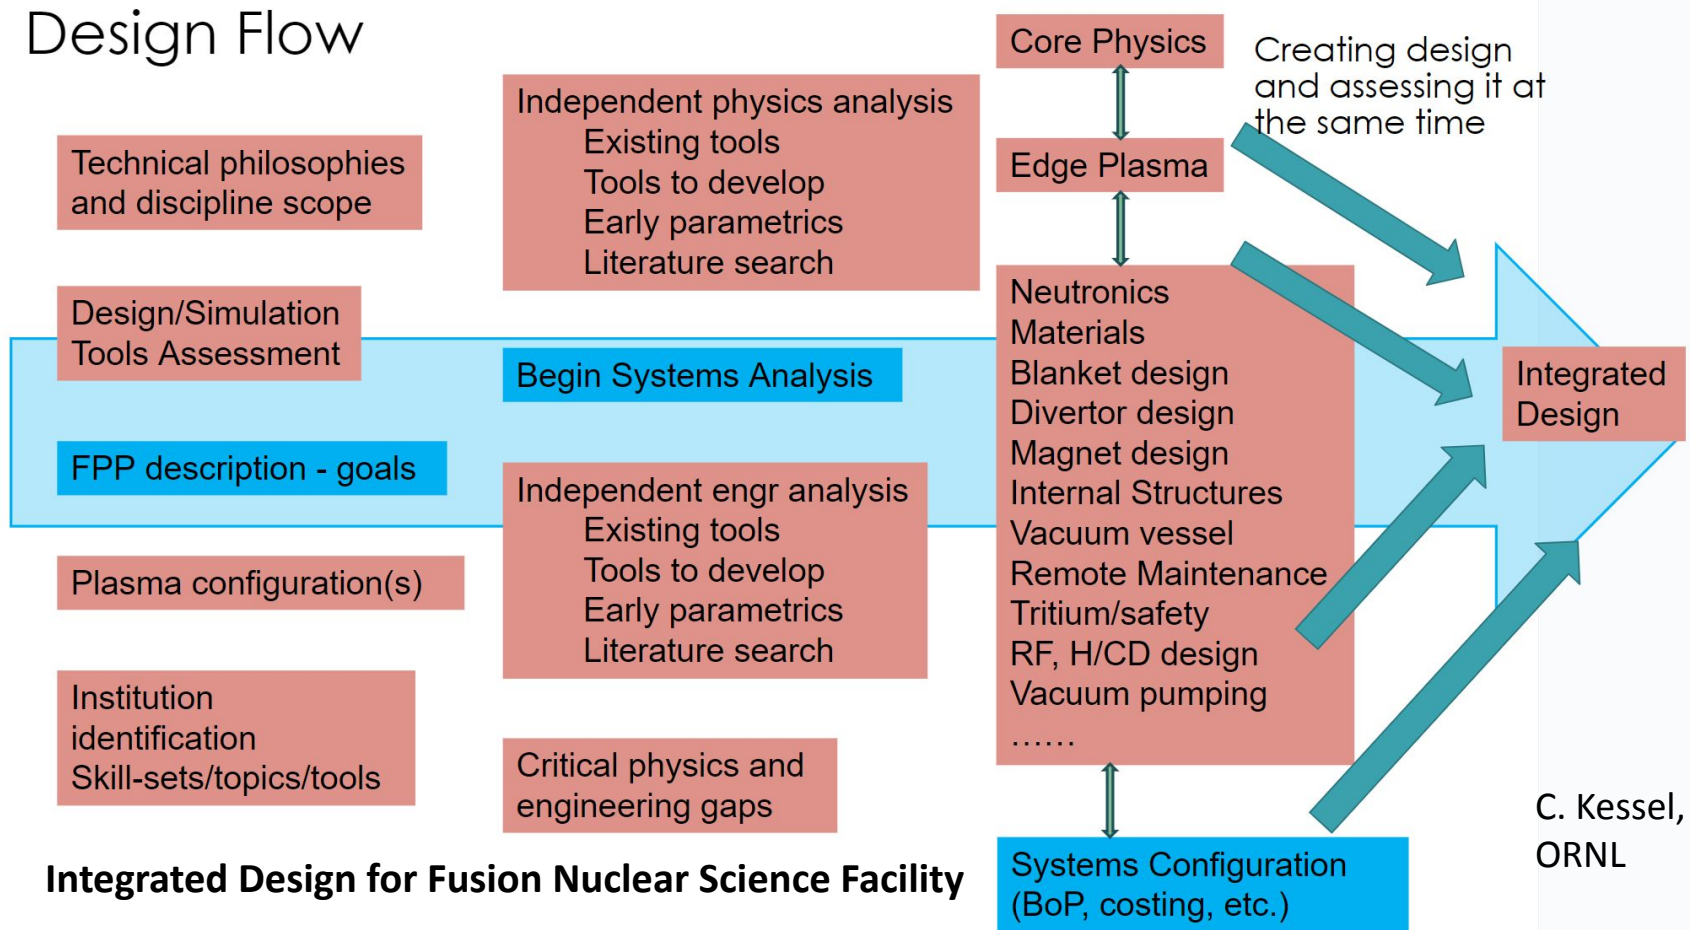 Design Flow
Technical philosophies
and discipline scope
Design/Simulation
Tools Assessment
FPP description - goals
Plasma configuration(s)
Institution
identification
Skill-sets/topics/tools
Independent physics analysis
Existing tools
Tools to develop
Early parametrics
Literature search
Begin Systems Analysis
Independent engr analysis
Existing tools
Tools to develop
Early parametrics
Literature search
Critical physics and
engineering gaps
Core Physics
Edge Plasma
Neutronics
Materials
Blanket design
Divertor design
Magnet design
Internal Structures
Vacuum vessel
Remote Maintenance
Tritium/safety
RF, H/CD design
Vacuum pumping
......
Systems Configuration
(BoP, costing, etc.)
Creating design
and assessing it at
the same time
Integrated
Design
C. Kessel,
ORNL
Integrated Design for Fusion Nuclear Science Facility